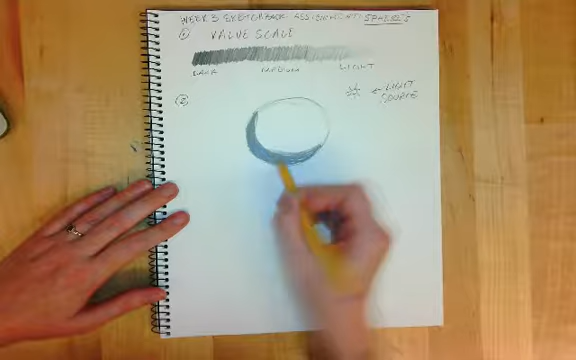 WEEK 3 SKETCHBOOK ASSIGNMENT: SPHERES
① VALUE SCALE
DARK MEDIUM LIGHT
② ← LIGHT
SOURCE